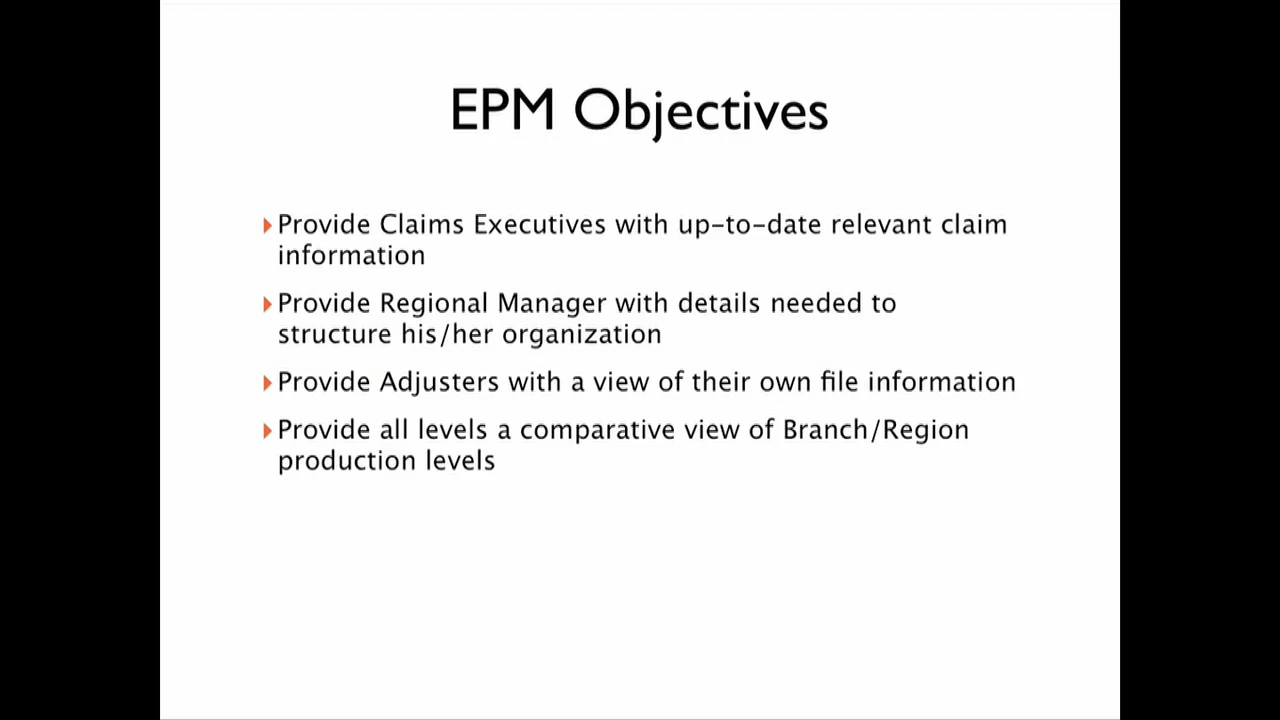 EPM Objectives
Provide Claims Executives with up-to-date relevant claim
information
Provide Regional Manager with details needed to
structure his/her organization
Provide Adjusters with a view of their own file information
Provide all levels a comparative view of Branch/Region
production levels